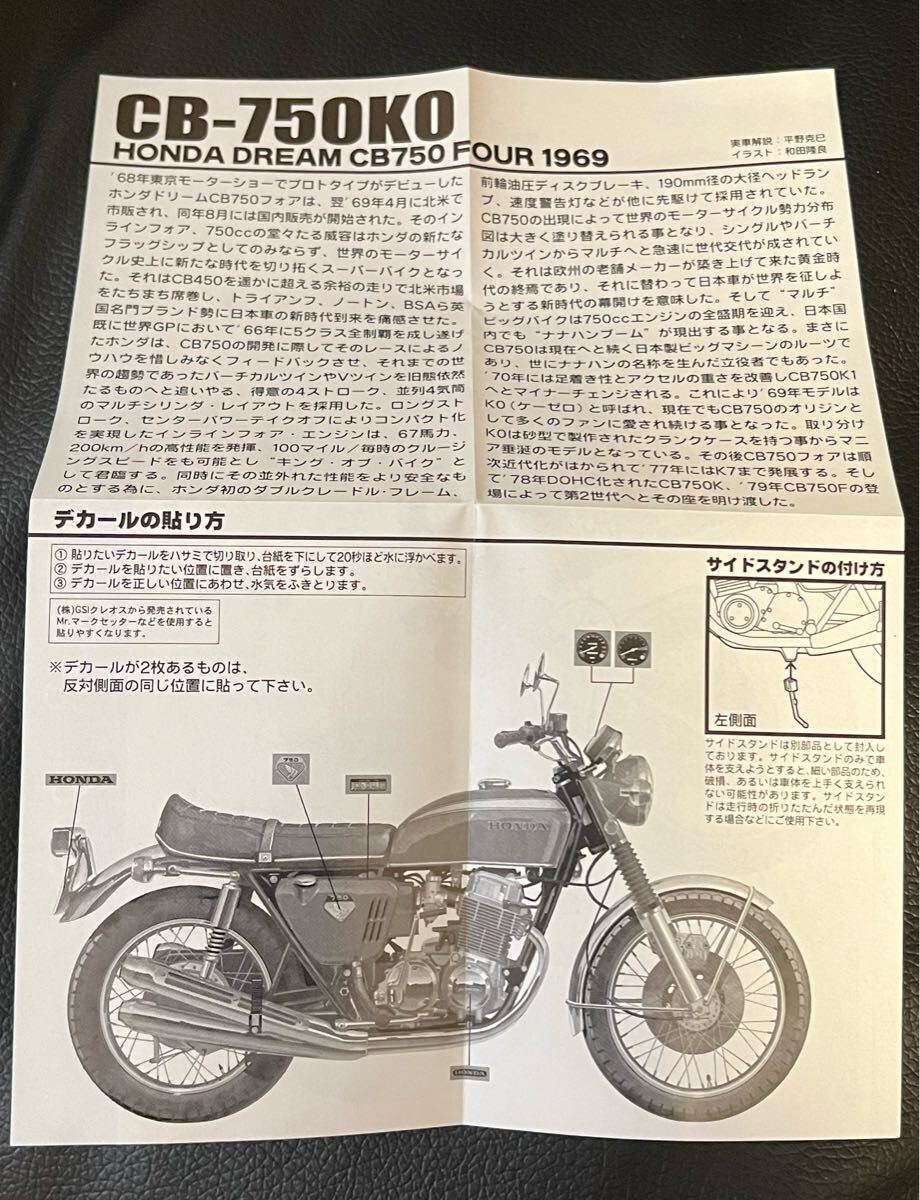 CB-750K0
HONDA DREAM CB750 FOUR 1969
実車解説：平野克巳
イラスト：和田隆良
'68年東京モーターショーでプロトタイプがデビューした
ホンダドリームCB750フォアは、翌'69年4月に北米で
市販され、同年8月には国内販売が開始された。そのイン
ラインフォア、750ccの堂々たる威容はホンダの新たな
フラッグシップとしてのみならず、世界のモーターサイ
クル史上に新たな時代を切り拓くスーパーバイクとなっ
た。それはCB450を遥かに超える余裕の走りで北米市場
をたちまち席巻し、トライアンフ、ノートン、BSAら英
国名門ブランド勢に日本車の新時代到来を痛感させた。
既に世界GPにおいて'66年に5クラス全制覇を成し遂げ
たホンダは、CB750の開発に際してそのレースによるノ
ウハウを惜しみなくフィードバックさせ、それまでの世
界の趨勢であったバーチカルツインやVツインを旧態依然
たるものへと追いやる、得意の4ストローク、並列4気筒
のマルチシリンダ・レイアウトを採用した。ロングスト
ローク、センターパワーテイクオフによりコンパクト化
を実現したインラインフォア・エンジンは、67馬力、
200km／hの高性能を発揮、100マイル／毎時のクルージ
ングスピードをも可能とし“キング・オブ・バイク”と
して君臨する。同時にその並外れた性能をより安全なも
のとする為に、ホンダ初のダブルクレードル・フレーム、
前輪油圧ディスクブレーキ、190mm径の大径ヘッドラン
プ、速度警告灯などが他に先駆けて採用されていた。
CB750の出現によって世界のモーターサイクル勢力分布
図は大きく塗り替えられる事となり、シングルやバーチ
カルツインからマルチへと急速に世代交代が成されてい
く。それは欧州の老舗メーカーが築き上げて来た黄金時
代の終焉であり、それに替わって日本車が世界を征しよ
うとする新時代の幕開けを意味した。そして“マルチ”
ビッグバイクは750ccエンジンの全盛期を迎え、日本国
内でも“ナナハンブーム”が現出する事となる。まさに
CB750は現在へと続く日本製ビッグマシーンのルーツで
あり、世にナナハンの名称を生んだ立役者でもあった。
'70年には足着き性とアクセルの重さを改善しCB750K1
へとマイナーチェンジされる。これにより'69年モデルは
K0（ケーゼロ）と呼ばれ、現在でもCB750のオリジンと
して多くのファンに愛され続ける事となった。取り分け
K0は砂型で製作されたクランクケースを持つ事からマニ
ア垂涎のモデルとなっている。その後CB750フォアは順
次近代化がはかられて'77年にはK7まで発展する。そし
て'78年DOHC化されたCB750K、'79年CB750Fの登
場によって第2世代へとその座を明け渡した。
デカールの貼り方
① 貼りたいデカールをハサミで切り取り、台紙を下にして20秒ほど水に浮かべます。
② デカールを貼りたい位置に置き、台紙をずらします。
③ デカールを正しい位置にあわせ、水気をふきとります。
(株)GSIクレオスから発売されている
Mr.マークセッターなどを使用すると
貼りやすくなります。
※デカールが2枚あるものは、
反対側面の同じ位置に貼って下さい。
サイドスタンドの付け方
左側面
サイドスタンドは別部品として封入し
ております。サイドスタンドのみで車
体を支えようとすると、細い部品のため、
破損、あるいは車体を上手く支えられ
ない可能性があります。サイドスタン
ドは走行時の折りたたんだ状態を再現
する場合などにご使用下さい。
HONDA
750
HONDA
750
HONDA